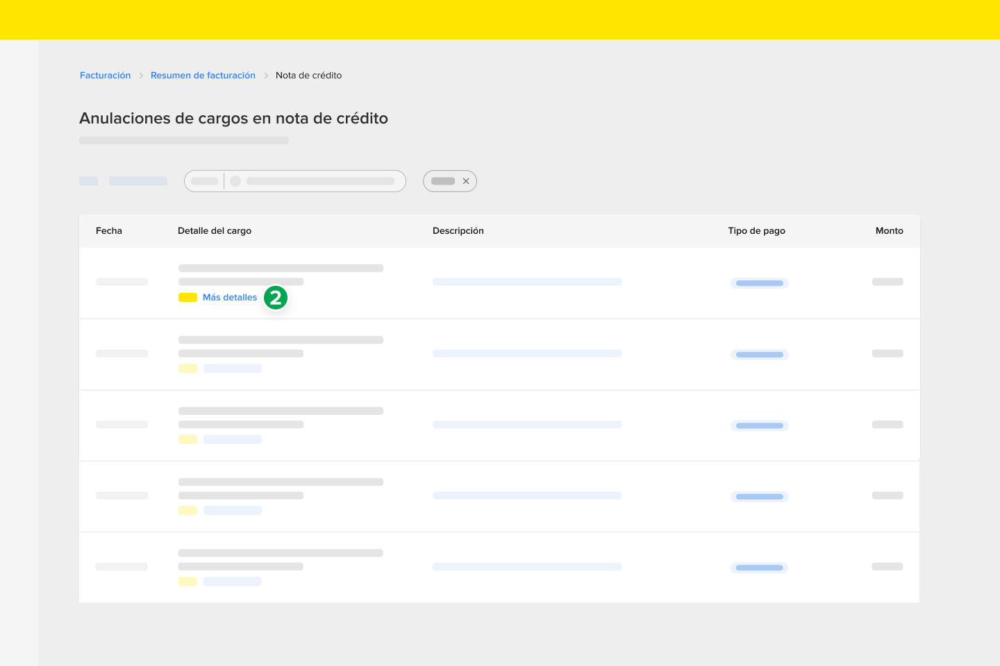 Facturación > Resumen de facturación > Nota de crédito
Anulaciones de cargos en nota de crédito
Fecha Detalle del cargo Descripción Tipo de pago Monto
Más detalles 2